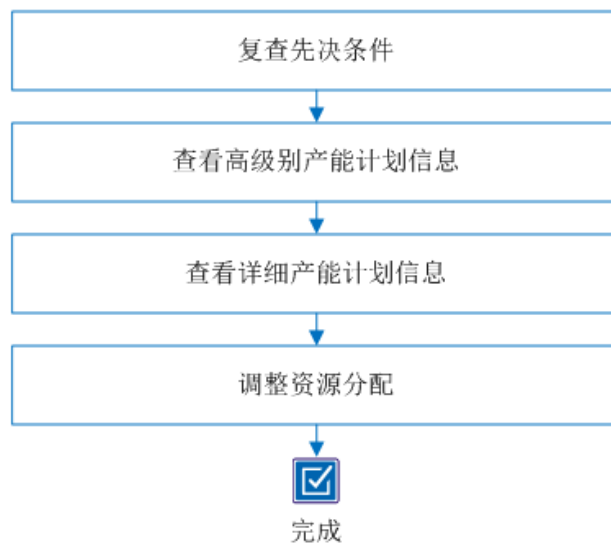 复查先决条件
查看高级别产能计划信息
查看详细产能计划信息
调整资源分配
完成